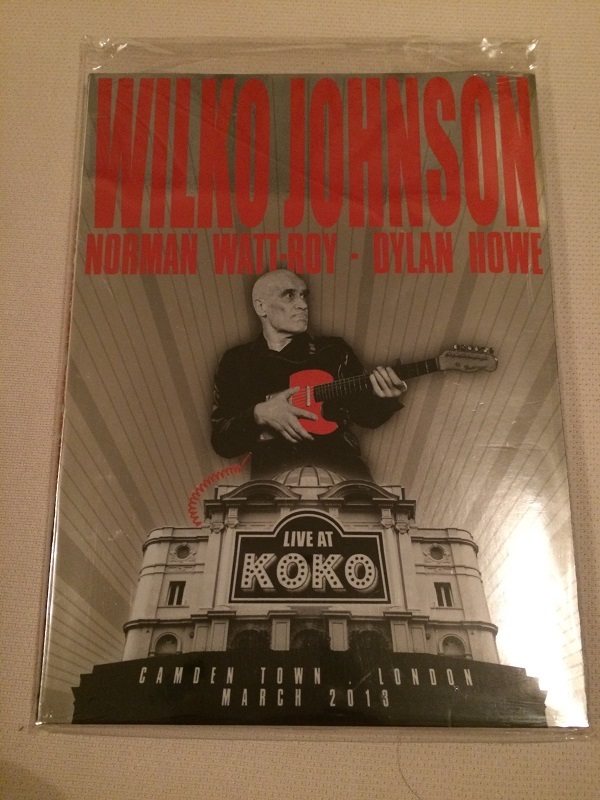 WILKO JOHNSON
NORMAN WATT-ROY - DYLAN HOWE
LIVE AT
KOKO
CAMDEN TOWN . LONDON
MARCH 2013